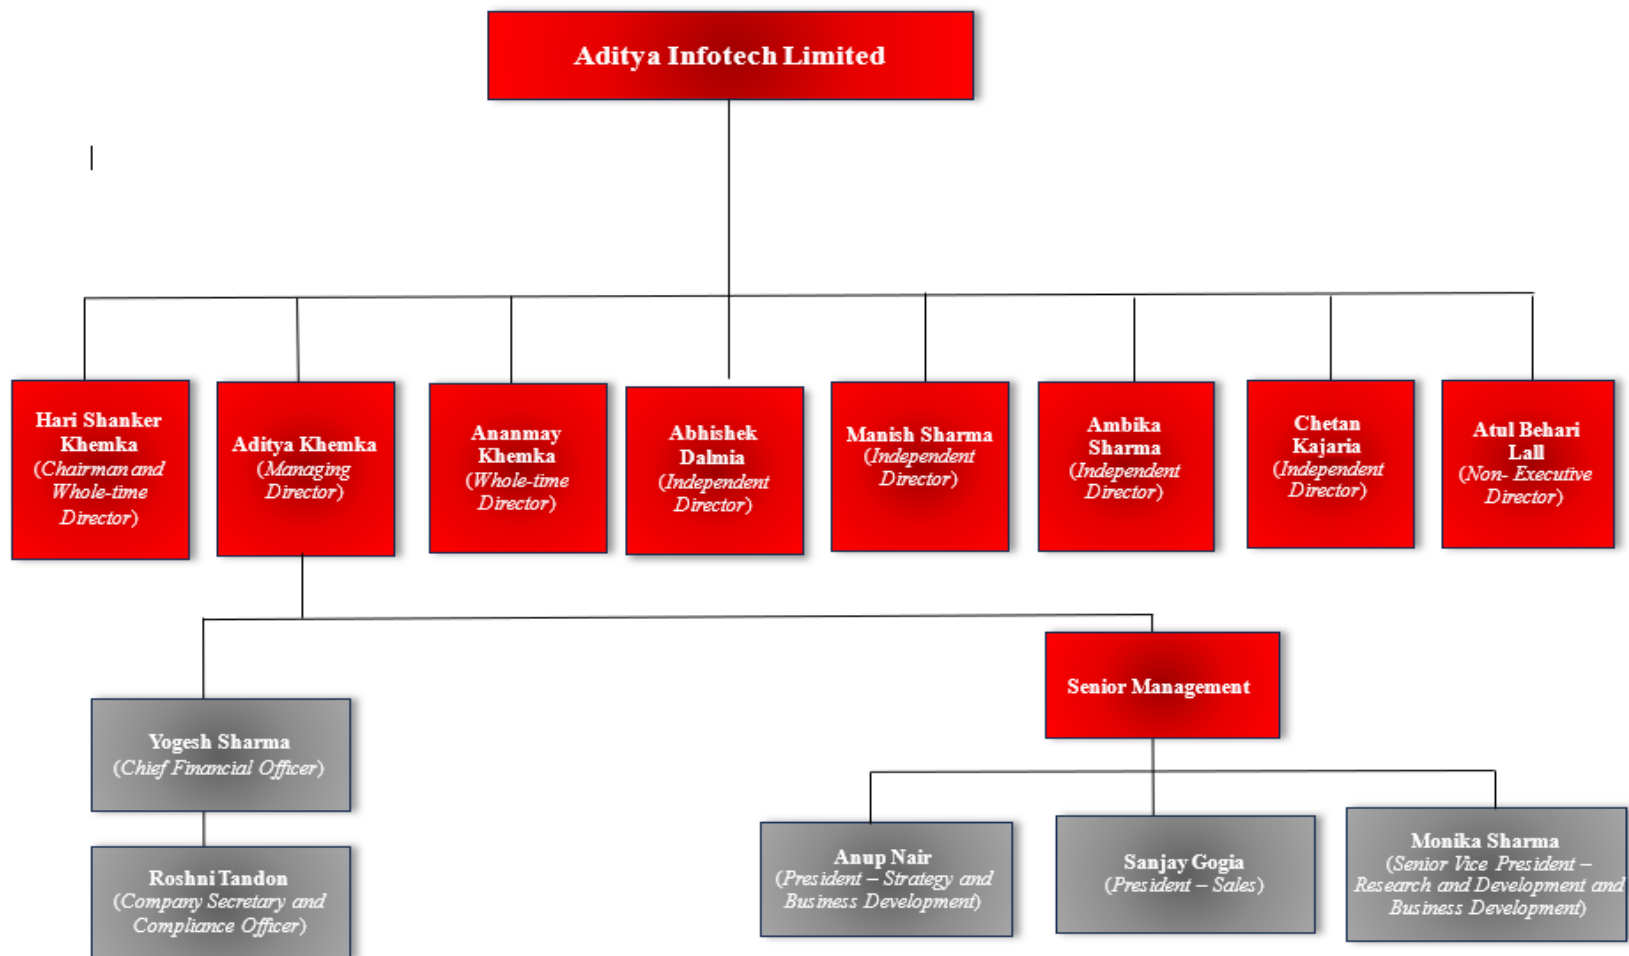 Aditya Infotech Limited
Hari Shanker
Khemka
(Chairman and
Whole-time
Director)
Aditya Khemka
(Managing
Director)
Ananmay
Khemka
(Whole-time
Director)
Abhishek
Dalmia
(Independent
Director)
Manish Sharma
(Independent
Director)
Ambika
Sharma
(Independent
Director)
Chetan
Kajaria
(Independent
Director)
Atul Behari
Lall
(Non- Executive
Director)
Senior Management
Yogesh Sharma
(Chief Financial Officer)
Roshni Tandon
(Company Secretary and
Compliance Officer)
Anup Nair
(President – Strategy and
Business Development)
Sanjay Gogia
(President – Sales)
Monika Sharma
(Senior Vice President –
Research and Development and
Business Development)